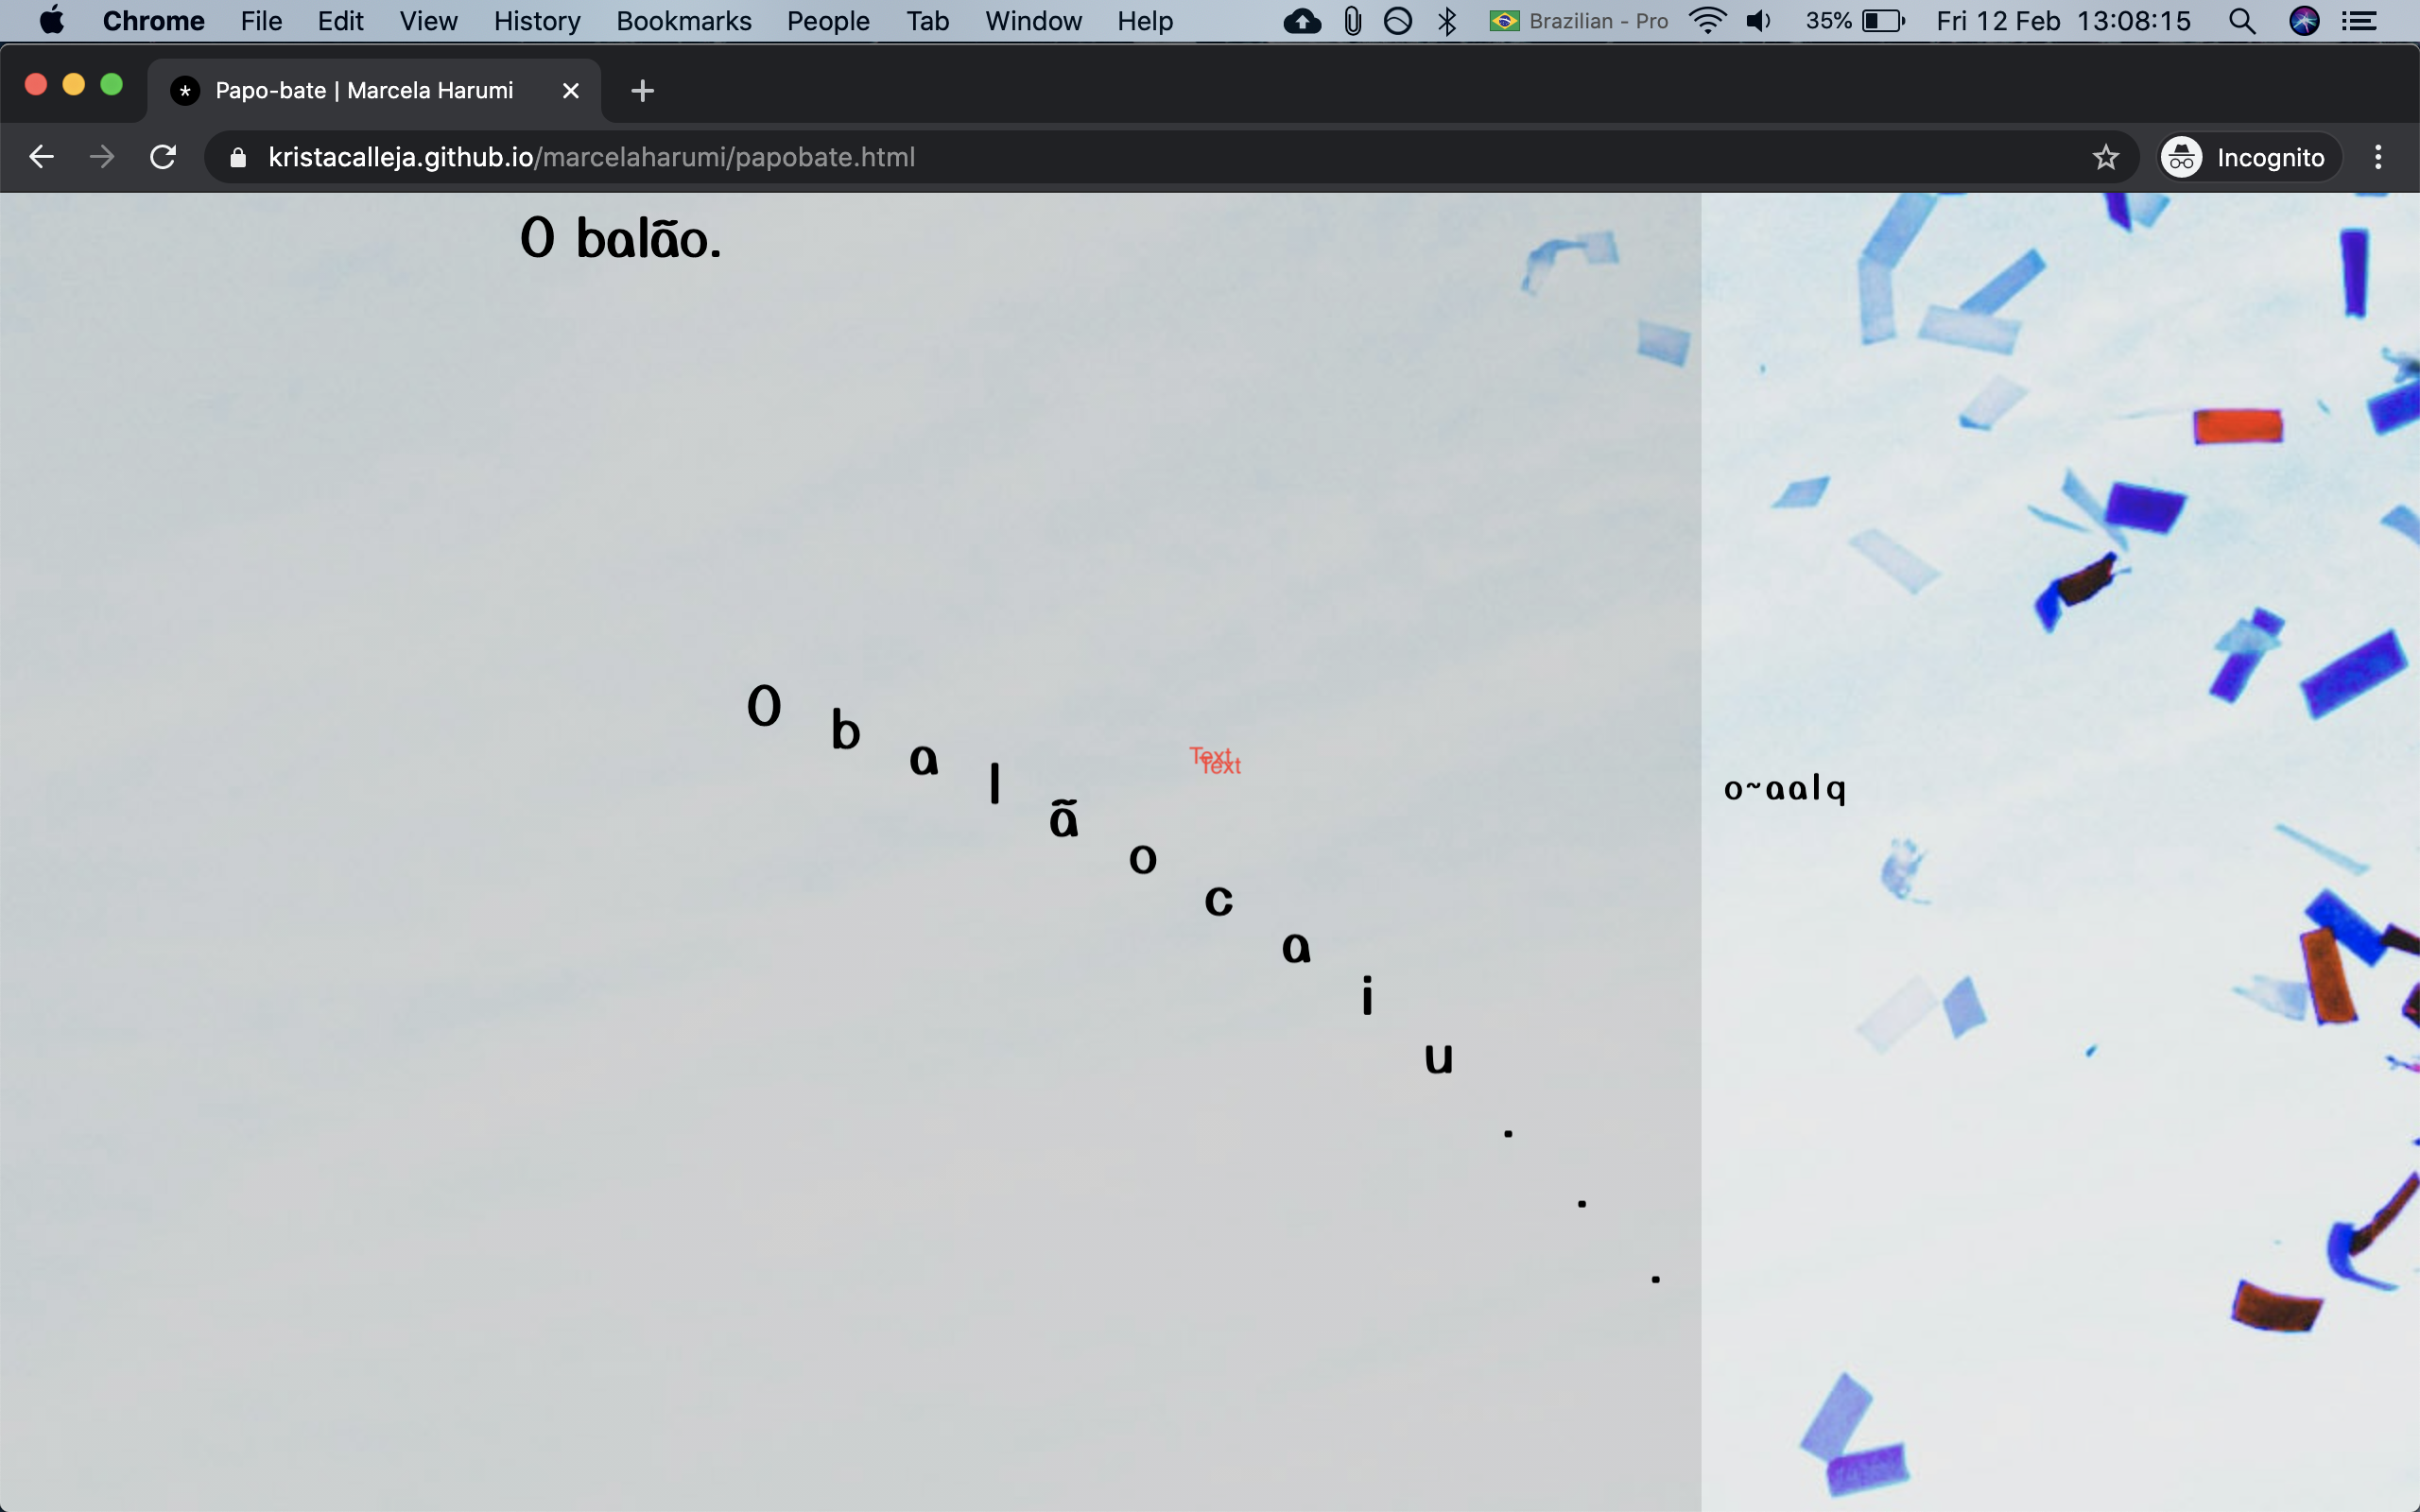 Chrome File Edit View History Bookmarks People Tab Window Help Brazilian - Pro 35% Fri 12 Feb 13:08:15
Papo-bate | Marcela Harumi
kristacalleja.github.io/marcelaharumi/papobate.html Incognito
O balão.
O b a l ã o c a i u . . .
Text
Text
o~aalq